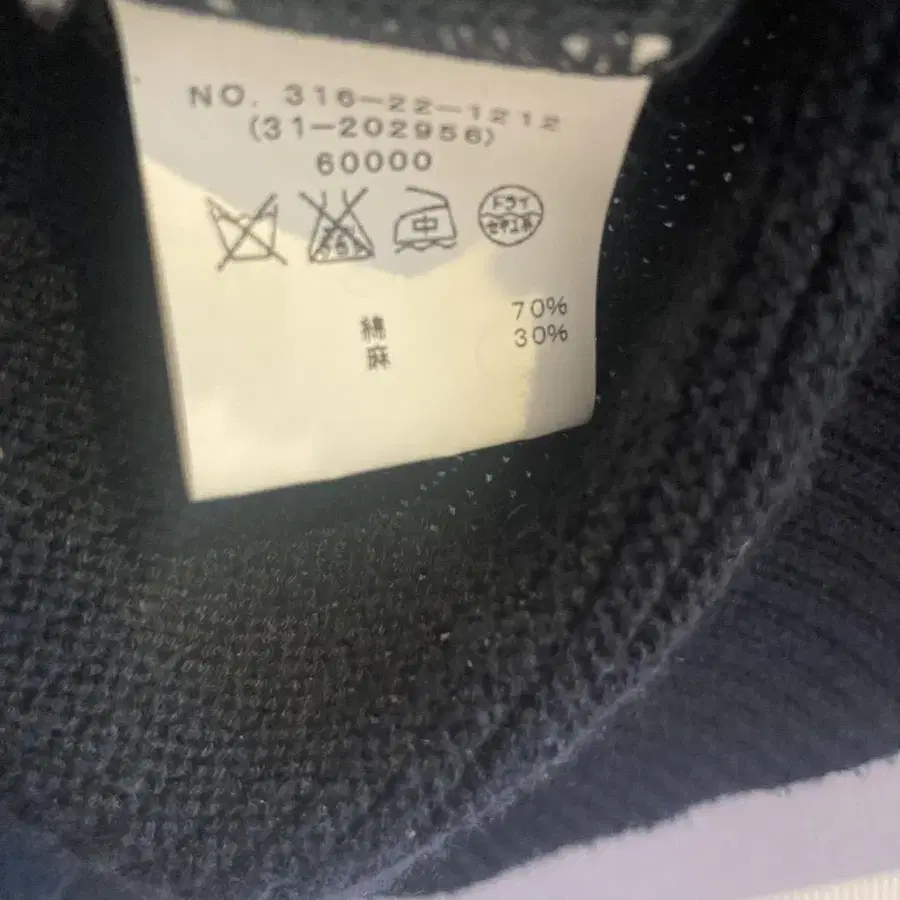 NO. 316-22-1212
(31-202956)
60000
中 ドライ
セキユ系
綿 70%
麻 30%